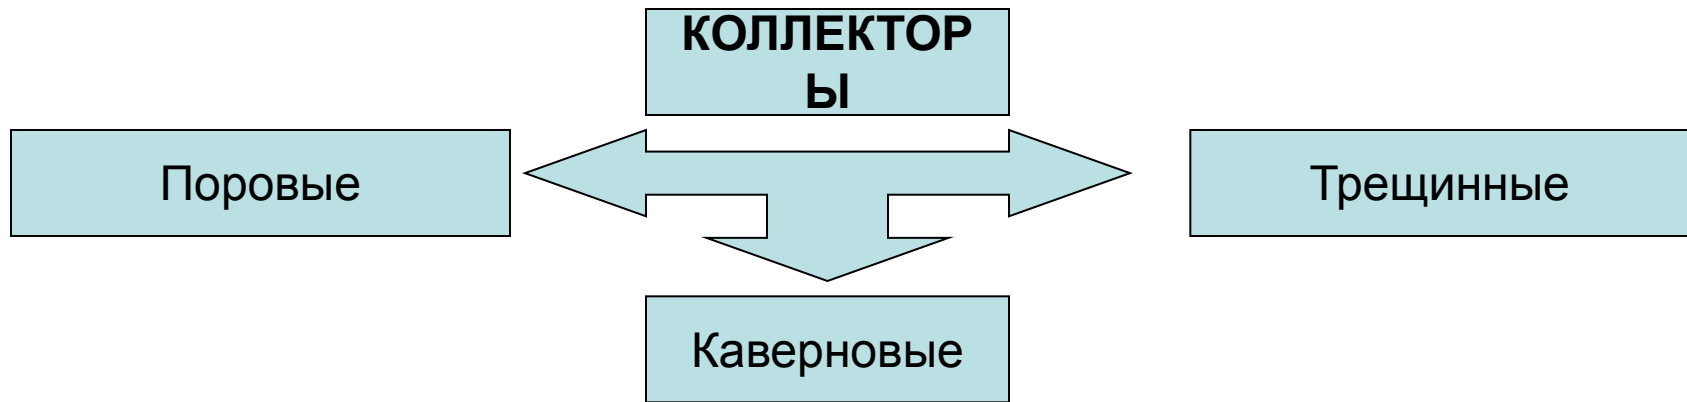 КОЛЛЕКТОР
Ы
Поровые
Трещинные
Каверновые